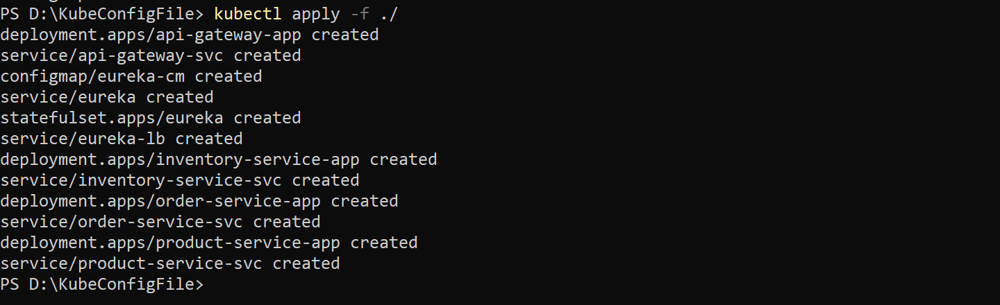 PS D:\KubeConfigFile> kubectl apply -f ./
deployment.apps/api-gateway-app created
service/api-gateway-svc created
configmap/eureka-cm created
service/eureka created
statefulset.apps/eureka created
service/eureka-lb created
deployment.apps/inventory-service-app created
service/inventory-service-svc created
deployment.apps/order-service-app created
service/order-service-svc created
deployment.apps/product-service-app created
service/product-service-svc created
PS D:\KubeConfigFile>